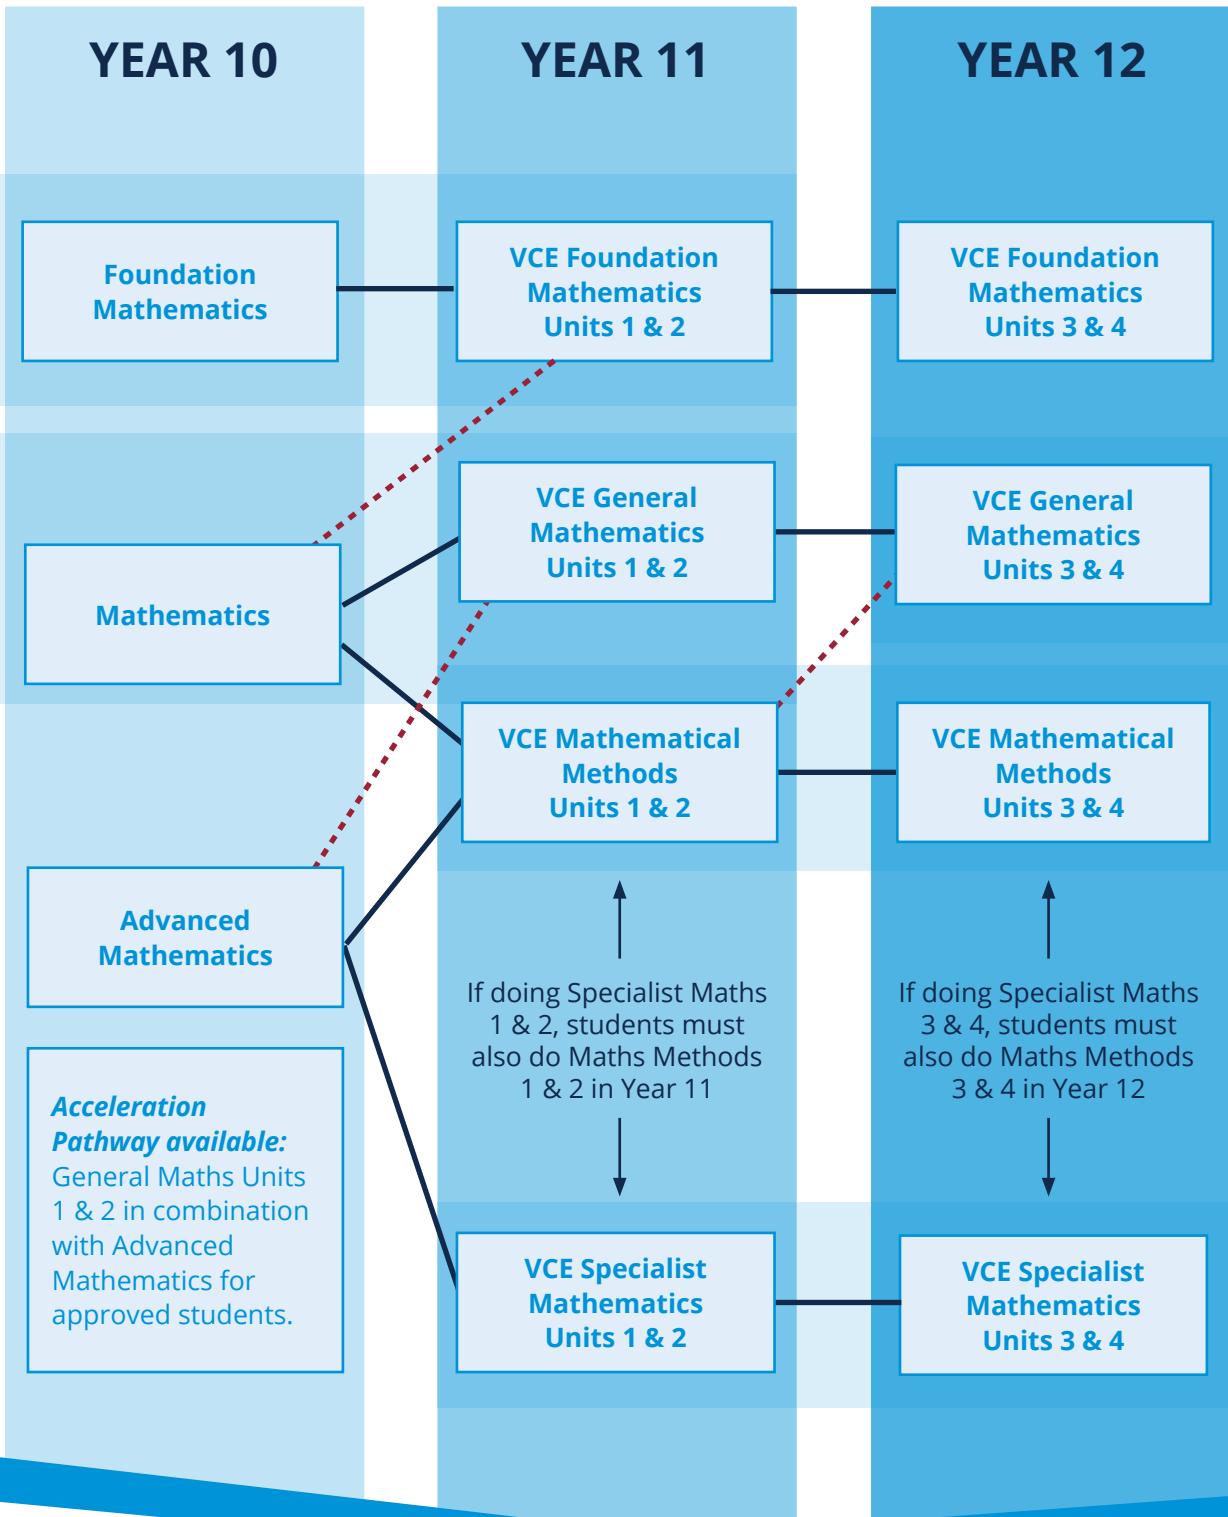 YEAR 10
YEAR 11
YEAR 12
Foundation
Mathematics
VCE Foundation
Mathematics
Units 1 & 2
VCE Foundation
Mathematics
Units 3 & 4
Mathematics
VCE General
Mathematics
Units 1 & 2
VCE General
Mathematics
Units 3 & 4
VCE Mathematical
Methods
Units 1 & 2
VCE Mathematical
Methods
Units 3 & 4
Advanced
Mathematics
If doing Specialist Maths
1 & 2, students must
also do Maths Methods
1 & 2 in Year 11
If doing Specialist Maths
3 & 4, students must
also do Maths Methods
3 & 4 in Year 12
Acceleration
Pathway available:
General Maths Units
1 & 2 in combination
with Advanced
Mathematics for
approved students.
VCE Specialist
Mathematics
Units 1 & 2
VCE Specialist
Mathematics
Units 3 & 4